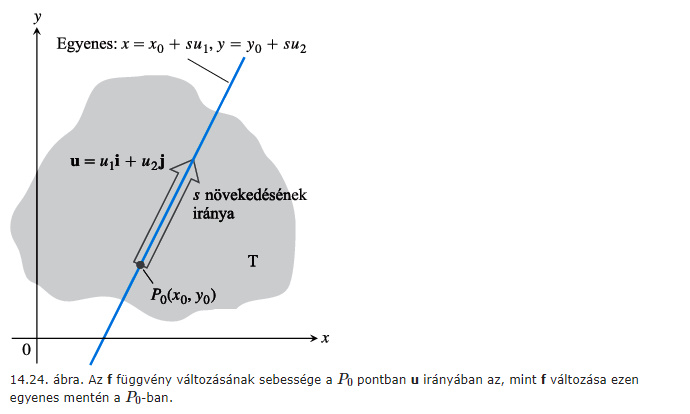 y
Egyenes: x = x₀ + su₁, y = y₀ + su₂
u = u₁i + u₂j
s növekedésének
iránya
T
P₀(x₀, y₀)
x
0
14.24. ábra. Az f függvény változásának sebessége a P₀ pontban u irányában az, mint f változása ezen
egyenes mentén a P₀-ban.